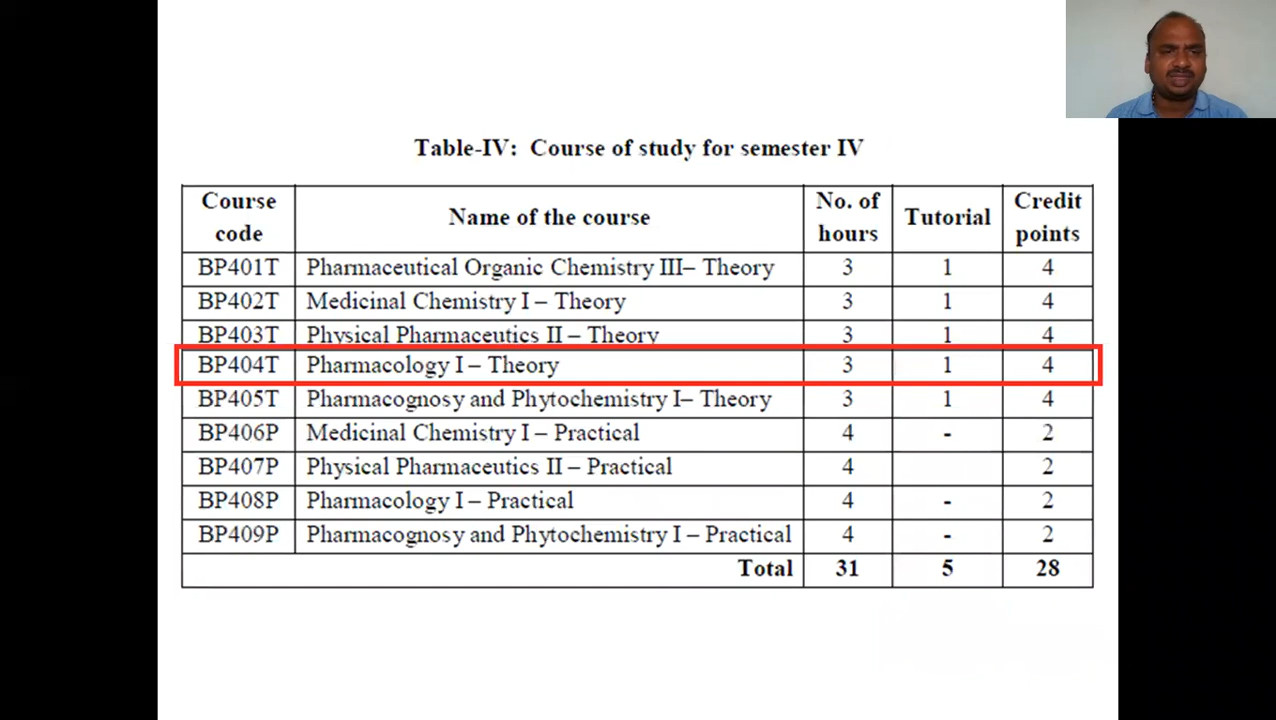 Table-IV: Course of study for semester IV
Course code Name of the course No. of hours Tutorial Credit points
BP401T Pharmaceutical Organic Chemistry III– Theory 3 1 4
BP402T Medicinal Chemistry I – Theory 3 1 4
BP403T Physical Pharmaceutics II – Theory 3 1 4
BP404T Pharmacology I – Theory 3 1 4
BP405T Pharmacognosy and Phytochemistry I– Theory 3 1 4
BP406P Medicinal Chemistry I – Practical 4 - 2
BP407P Physical Pharmaceutics II – Practical 4 2
BP408P Pharmacology I – Practical 4 - 2
BP409P Pharmacognosy and Phytochemistry I – Practical 4 - 2
Total 31 5 28